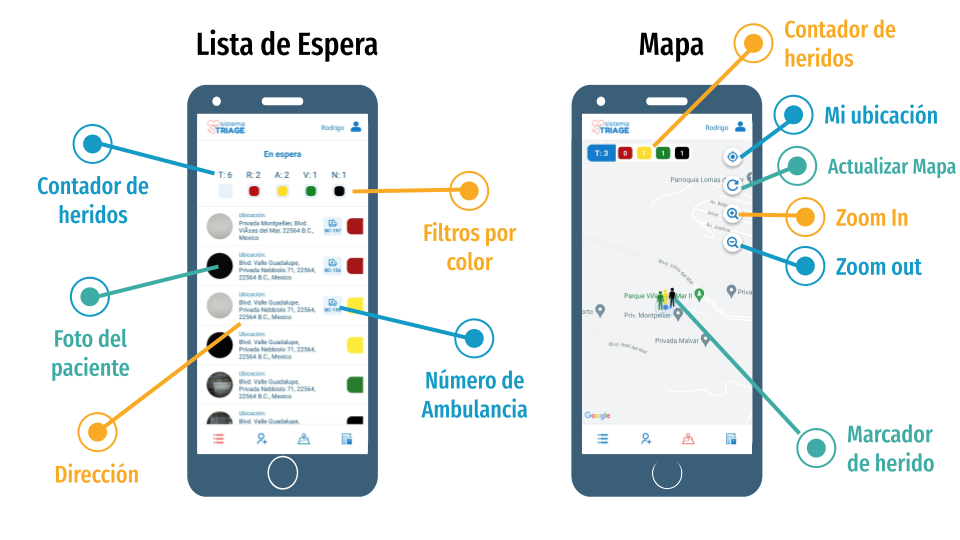 Lista de Espera
Mapa
Contador de
heridos
Mi ubicación
Actualizar Mapa
Zoom In
Zoom out
Marcador
de herido
Contador de
heridos
Foto del
paciente
Dirección
Filtros por
color
Número de
Ambulancia
sistema
TRIAGE
Rodrigo
En espera
T: 6 R: 2 A: 2 V: 1 N: 1
Ubicación:
Privada Montpellier, Blvd.
ViÃ±as del Mar, 22564 B.C.,
Mexico
BC-157
Ubicación:
Blvd. Valle Guadalupe,
Privada Nebbiolo 71, 22564,
22564 B.C., Mexico
BC-156
Ubicación:
Blvd. Valle Guadalupe,
Privada Nebbiolo 71, 22564,
22564 B.C., Mexico
Ubicación:
Blvd. Valle Guadalupe,
Privada Nebbiolo 71, 22564,
22564 B.C., Mexico
Ubicación:
Blvd. Valle Guadalupe,
Privada Nebbiolo 71, 22564,
22564 B.C., Mexico
Ubicación:
Blvd. Valle Guadalupe,
sistema
TRIAGE
Rodrigo
T: 3 0 1 1 1
Parroquia Lomas
Blvd. Viñas del Mar
Parque Viña Mar II
Priva
Priv. Montpellier
Privada Malvar
Blvd. Real del Mar
Google